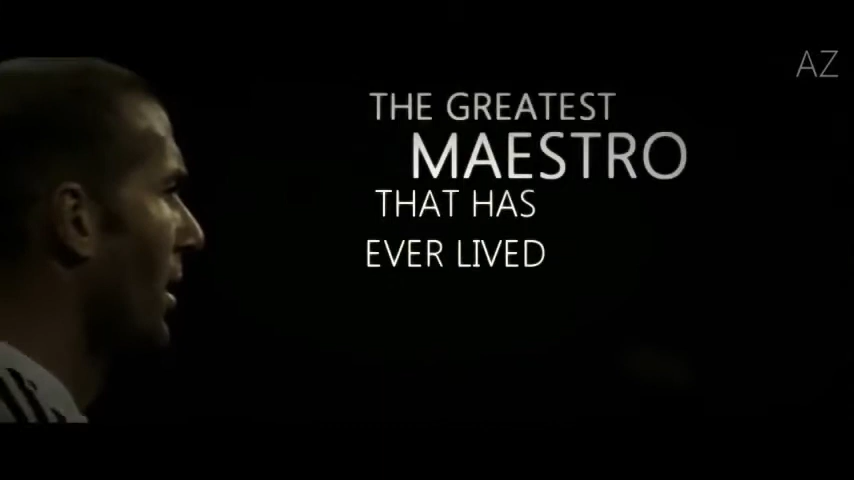 AZ
THE GREATEST
MAESTRO
THAT HAS
EVER LIVED